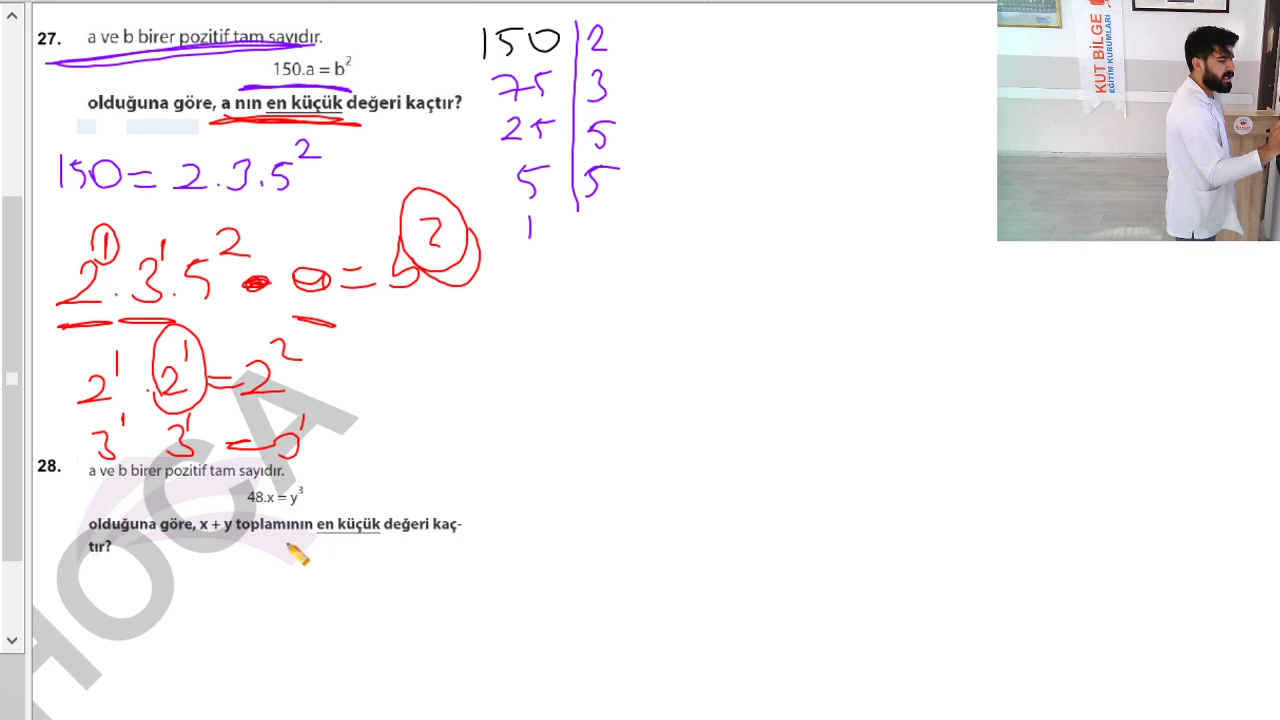 27. a ve b birer pozitif tam sayıdır.
150.a = b²
olduğuna göre, a nın en küçük değeri kaçtır?
150 = 2.3.5²
2¹.3¹.5²
= b²
2¹.2¹=2²
3¹ 3¹ =
150 | 2
75 | 3
25 | 5
5 | 5
1
28. a ve b birer pozitif tam sayıdır.
48.x = y³
olduğuna göre, x + y toplamının en küçük değeri kaç-
tır?
HOCA
KUT BİLGE
EĞİTİM KURUMLARI